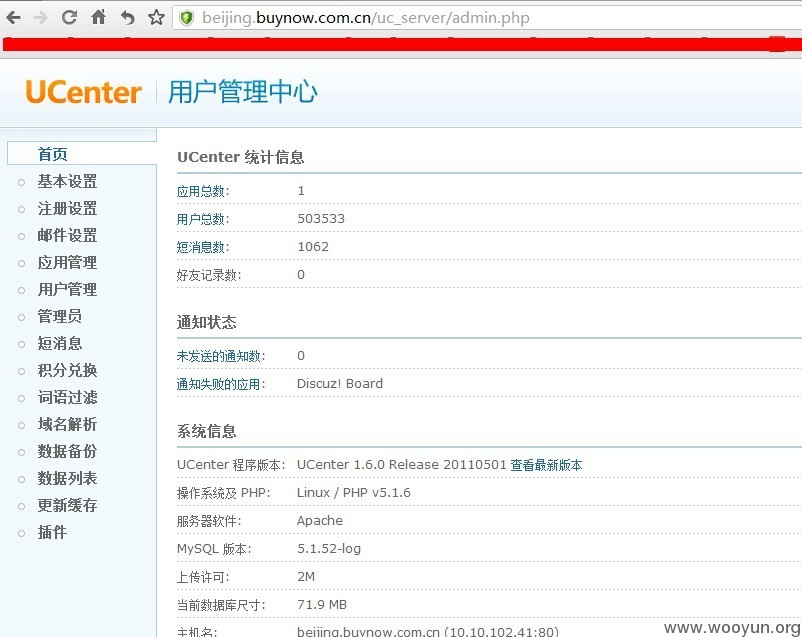 beijing.buynow.com.cn/uc_server/admin.php
UCenter 用户管理中心
首页
基本设置
注册设置
邮件设置
应用管理
用户管理
管理员
短消息
积分兑换
词语过滤
域名解析
数据备份
数据列表
更新缓存
插件
UCenter 统计信息
应用总数: 1
用户总数: 503533
短消息数: 1062
好友记录数: 0
通知状态
未发送的通知数: 0
通知失败的应用: Discuz! Board
系统信息
UCenter 程序版本: UCenter 1.6.0 Release 20110501 查看最新版本
操作系统及 PHP: Linux / PHP v5.1.6
服务器软件: Apache
MySQL 版本: 5.1.52-log
上传许可: 2M
当前数据库尺寸: 71.9 MB
主机名: beijing.buynow.com.cn (10.10.102.41:80)
www.wooyun.org